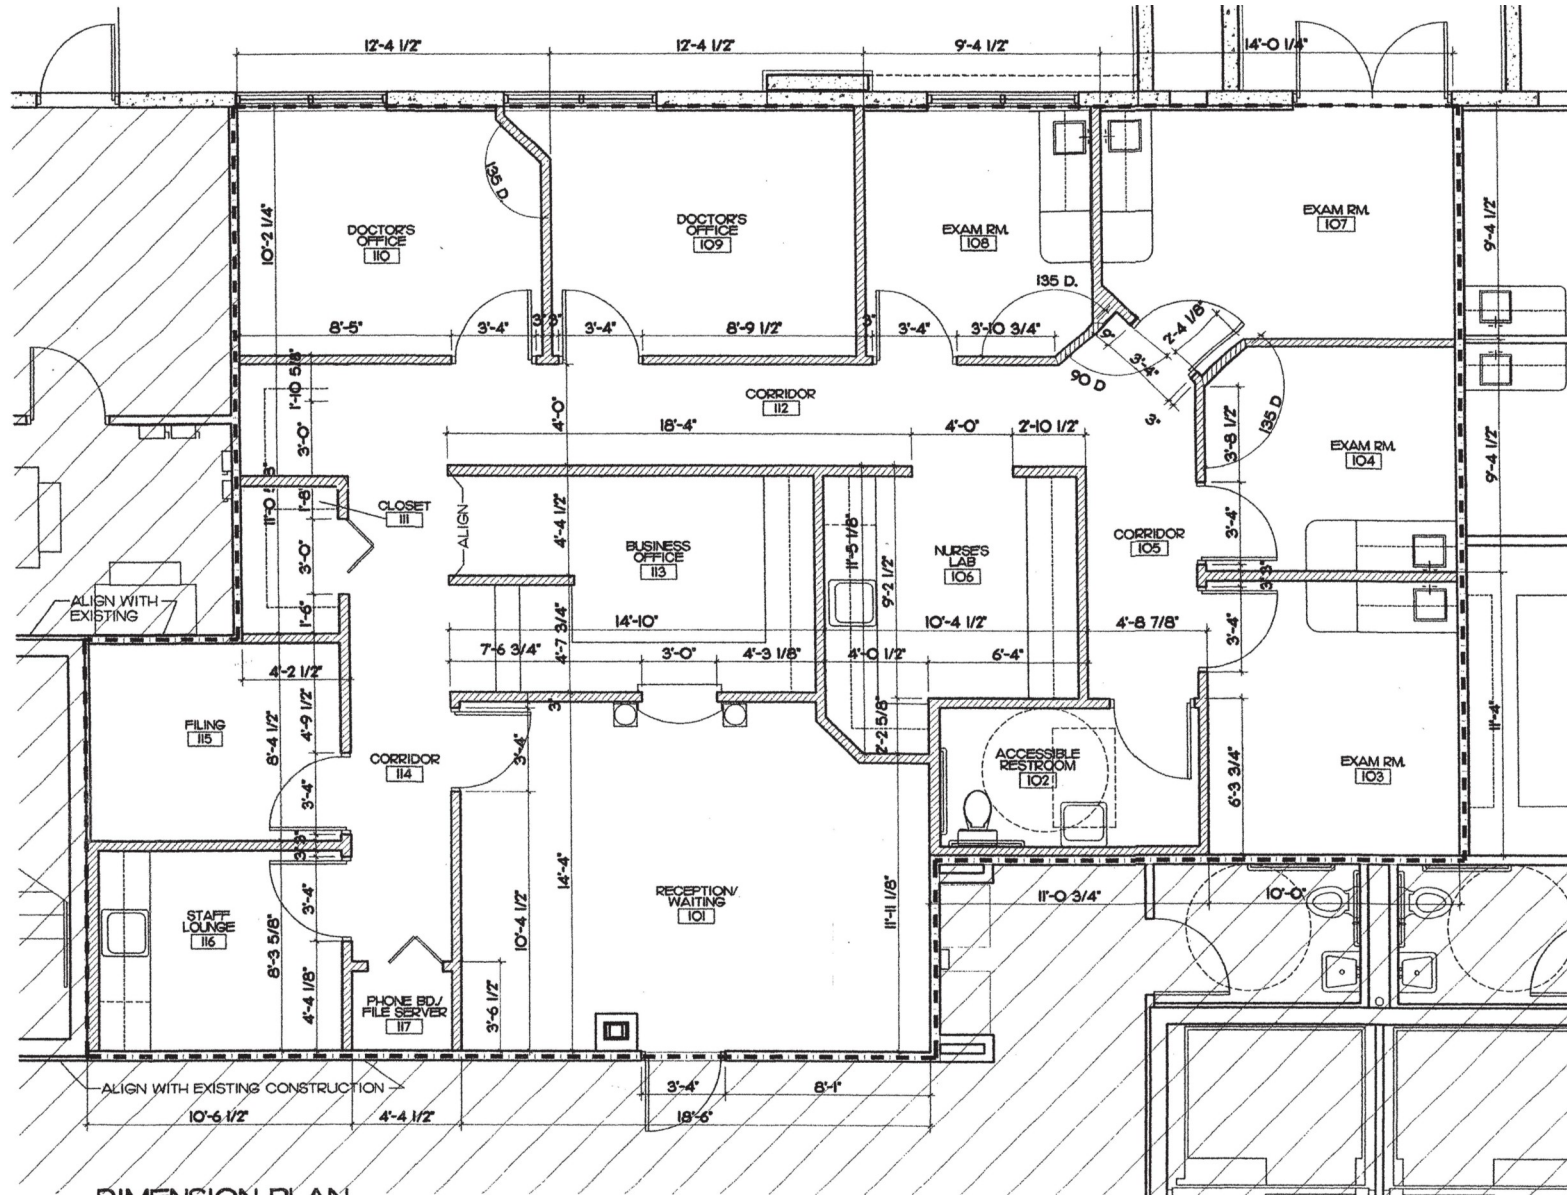 12'-4 1/2"
12'-4 1/2"
9'-4 1/2"
14'-0 1/4"
135 D
10'-2 1/4"
DOCTOR'S
OFFICE
110
DOCTOR'S
OFFICE
109
EXAM RM.
108
EXAM RM.
107
9'-4 1/2"
135 D.
8'-5"
3'-4"
3"
3"
3'-4"
8'-9 1/2"
3"
3'-4"
3'-10 3/4"
9"
2'-4 1/8"
3'-4"
90 D
3"
1'-10 5/8"
CORRIDOR
112
4'-0"
18'-4"
4'-0"
2'-10 1/2"
3'-0"
3'-8 1/2"
135 D
EXAM RM.
104
9'-4 1/2"
1'-8"
CLOSET
111
ALIGN
4'-4 1/2"
BUSINESS
OFFICE
113
11'-5 1/8"
NURSE'S
LAB
106
9'-2 1/2"
CORRIDOR
105
3'-4"
3'-0"
3"
3"
ALIGN WITH
EXISTING
1'-6"
14'-10"
10'-4 1/2"
4'-8 7/8"
3'-4"
7'-6 3/4"
4'-7 3/4"
3'-0"
4'-3 1/8"
4'-0 1/2"
6'-4"
4'-2 1/2"
3"
2'-2 5/8"
11'-4"
FILING
115
8'-4 1/2"
4'-9 1/2"
CORRIDOR
114
3'-4"
ACCESSIBLE
RESTROOM
102
EXAM RM.
103
6'-3 3/4"
3'-4"
3"
3"
STAFF
LOUNGE
116
3'-4"
8'-3 5/8"
14'-4"
10'-4 1/2"
RECEPTION/
WAITING
101
11'-11 1/8"
11'-0 3/4"
10'-0"
4'-4 1/8"
PHONE BD./
FILE SERVER
117
3'-6 1/2"
ALIGN WITH EXISTING CONSTRUCTION
3'-4"
8'-1"
10'-6 1/2"
4'-4 1/2"
18'-6"
DIMENSION PLAN